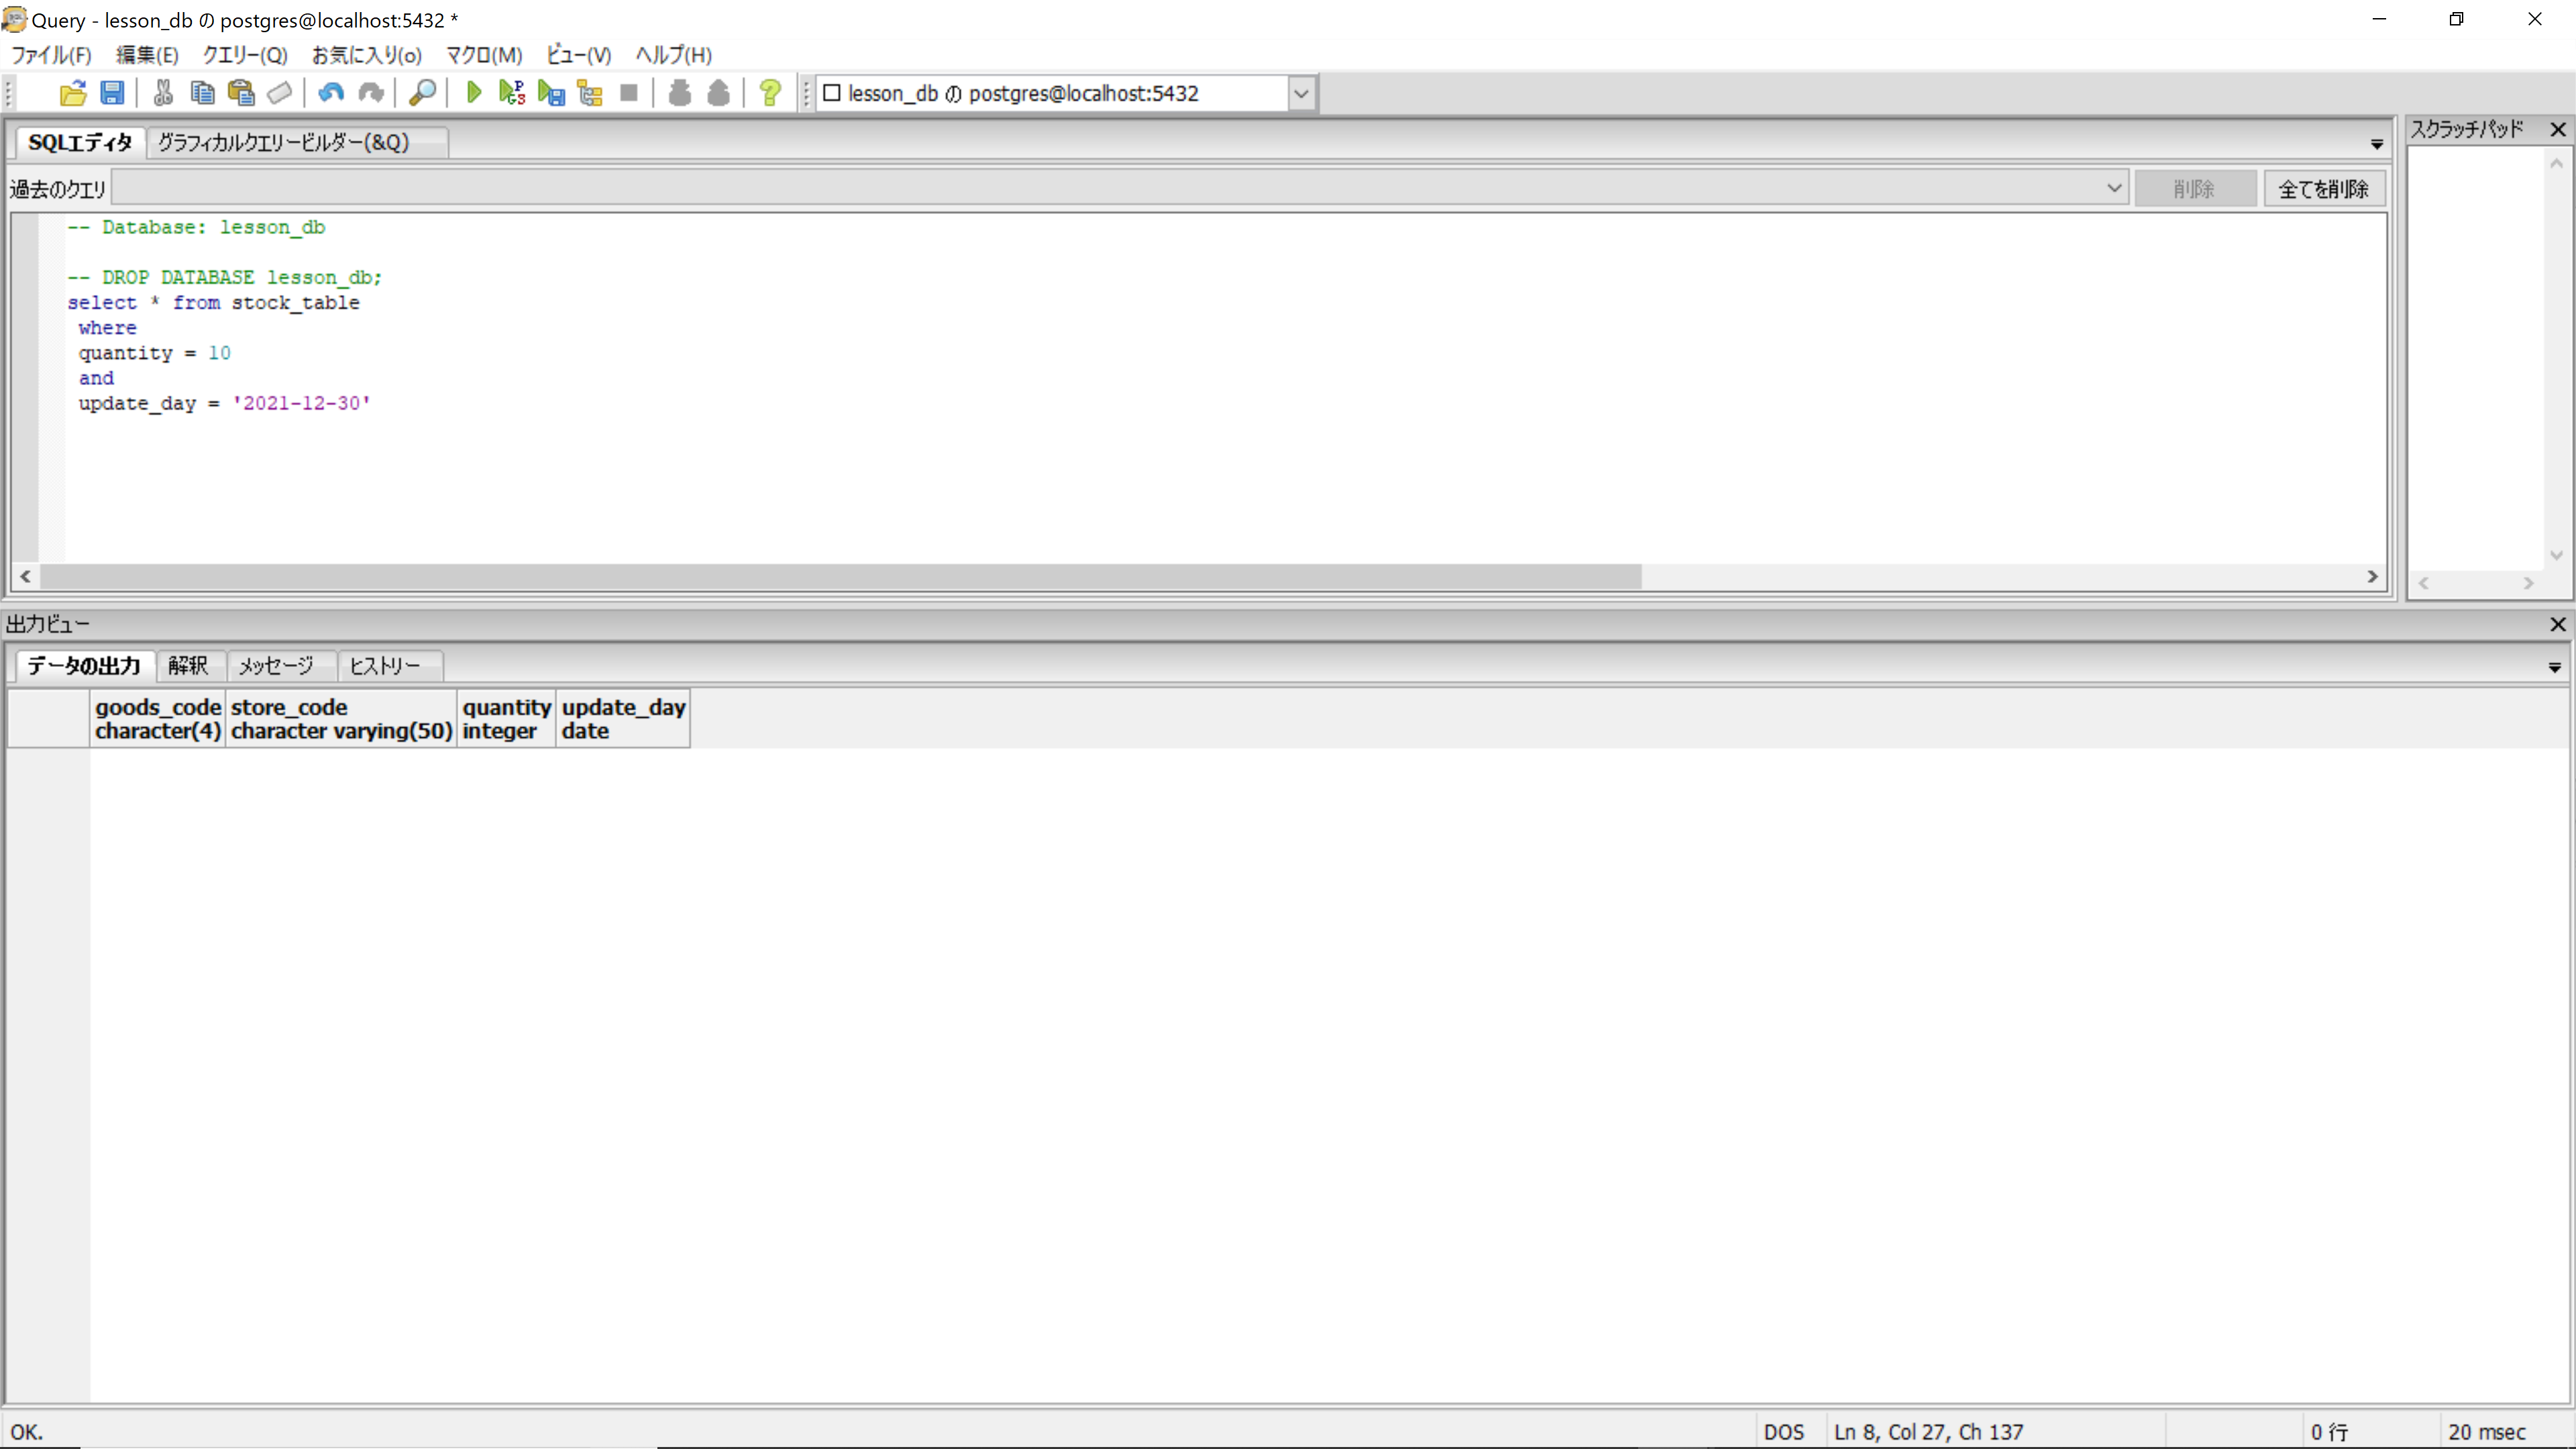 Query - lesson_db の postgres@localhost:5432 *
ファイル(F) 編集(E) クエリー(Q) お気に入り(o) マクロ(M) ビュー(V) ヘルプ(H)
lesson_db の postgres@localhost:5432
SQLエディタ グラフィカルクエリービルダー(&Q)
スクラッチパッド
過去のクエリ 削除 全てを削除
-- Database: lesson_db
-- DROP DATABASE lesson_db;
select * from stock_table
where
quantity = 10
and
update_day = '2021-12-30'
出力ビュー
データの出力 解釈 メッセージ ヒストリー
goods_code store_code quantity update_day
character(4) character varying(50) integer date
OK. DOS Ln 8, Col 27, Ch 137 0 行 20 msec